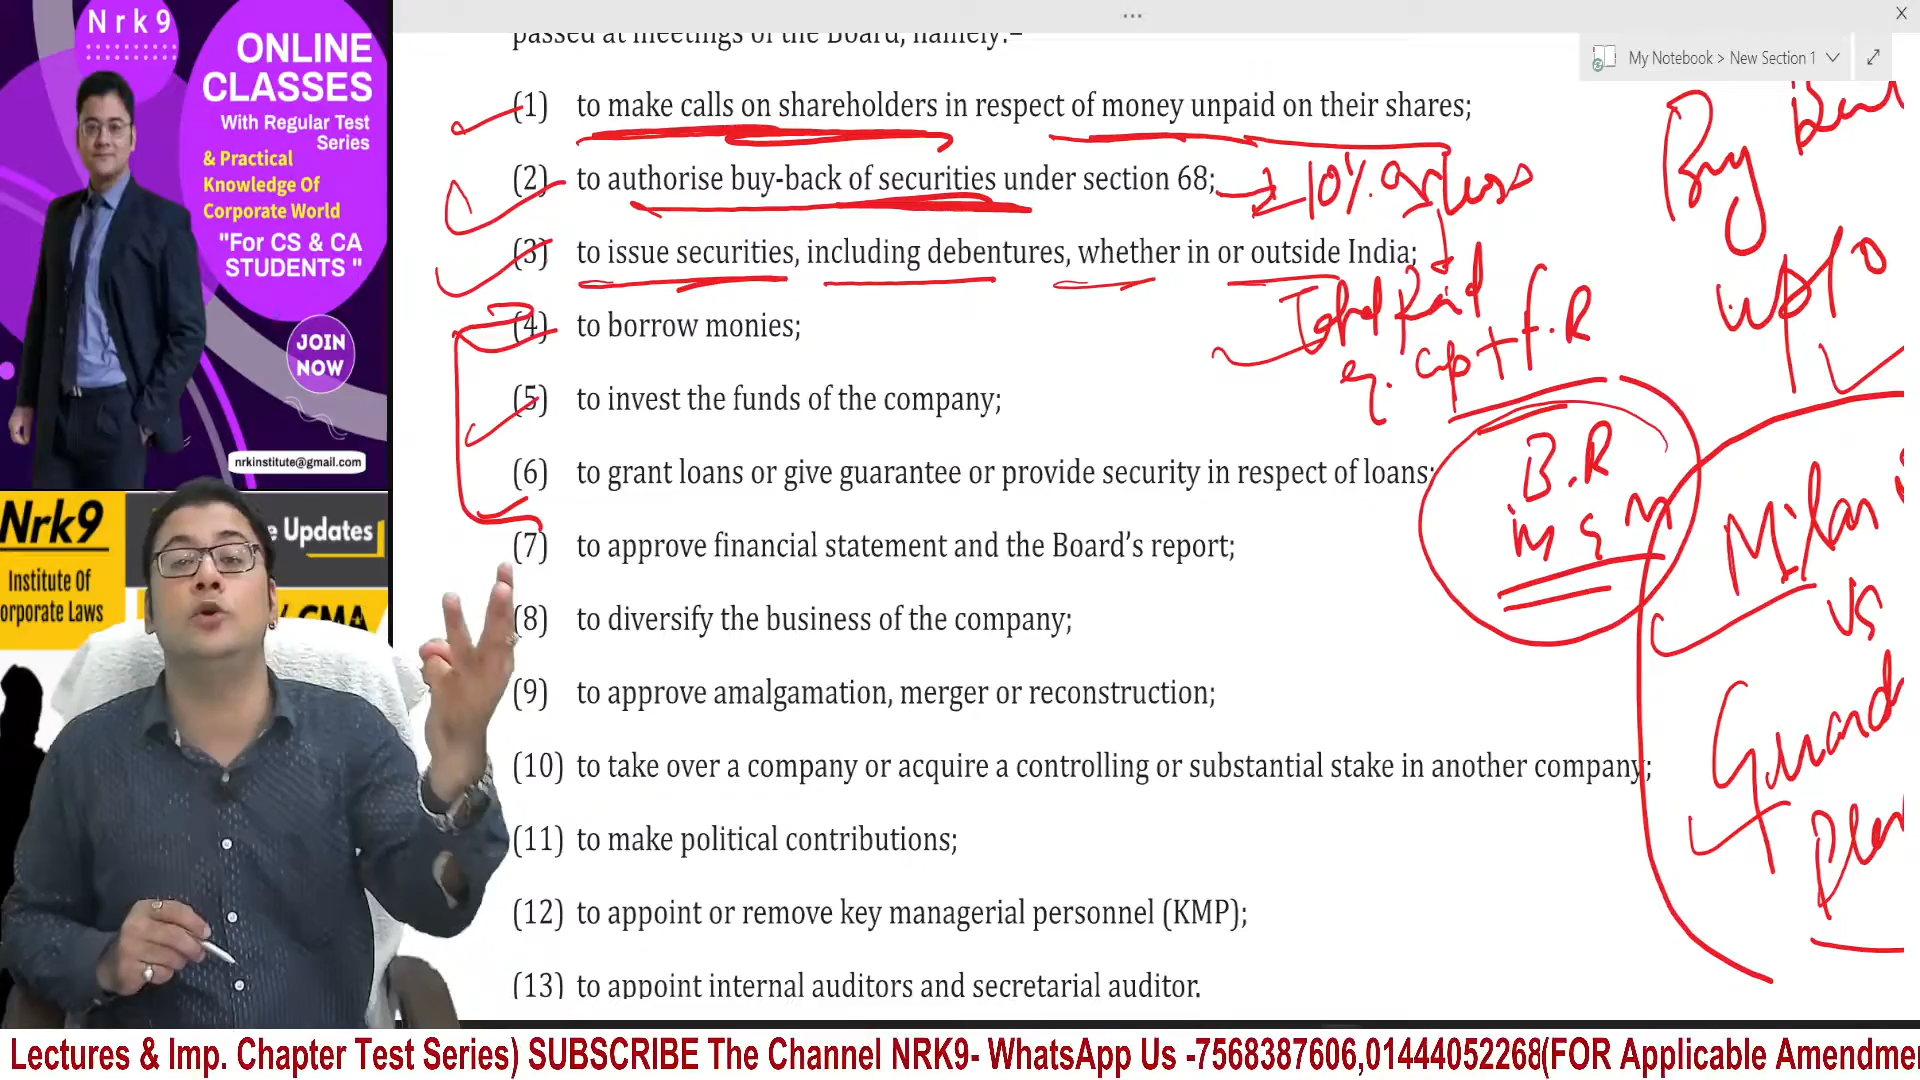 Nrk9
ONLINE
CLASSES
With Regular Test
Series
& Practical
Knowledge Of
Corporate World
"For CS & CA
STUDENTS "
JOIN
NOW
nrkinstitute@gmail.com
Nrk9
Institute Of
orporate Laws
e Updates
CMA
...
My Notebook > New Section 1
passed at meetings of the Board, namely:–
(1) to make calls on shareholders in respect of money unpaid on their shares;
(2) to authorise buy-back of securities under section 68;
10% or less
(3) to issue securities, including debentures, whether in or outside India;
(4) to borrow monies;
(5) to invest the funds of the company;
(6) to grant loans or give guarantee or provide security in respect of loans;
(7) to approve financial statement and the Board's report;
(8) to diversify the business of the company;
(9) to approve amalgamation, merger or reconstruction;
(10) to take over a company or acquire a controlling or substantial stake in another company;
(11) to make political contributions;
(12) to appoint or remove key managerial personnel (KMP);
(13) to appoint internal auditors and secretarial auditor.
Paid
cap + F.R
B.R
Buy
Milan
VS
Lectures & Imp. Chapter Test Series) SUBSCRIBE The Channel NRK9- WhatsApp Us -7568387606,01444052268(FOR Applicable Amendme